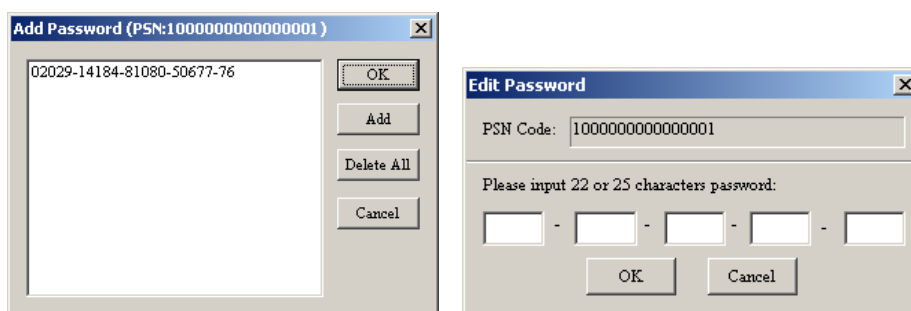 Add Password (PSN:1000000000000001)
02029-14184-81080-50677-76
OK
Add
Delete All
Cancel
Edit Password
PSN Code: 1000000000000001
Please input 22 or 25 characters password:
- - - -
OK Cancel